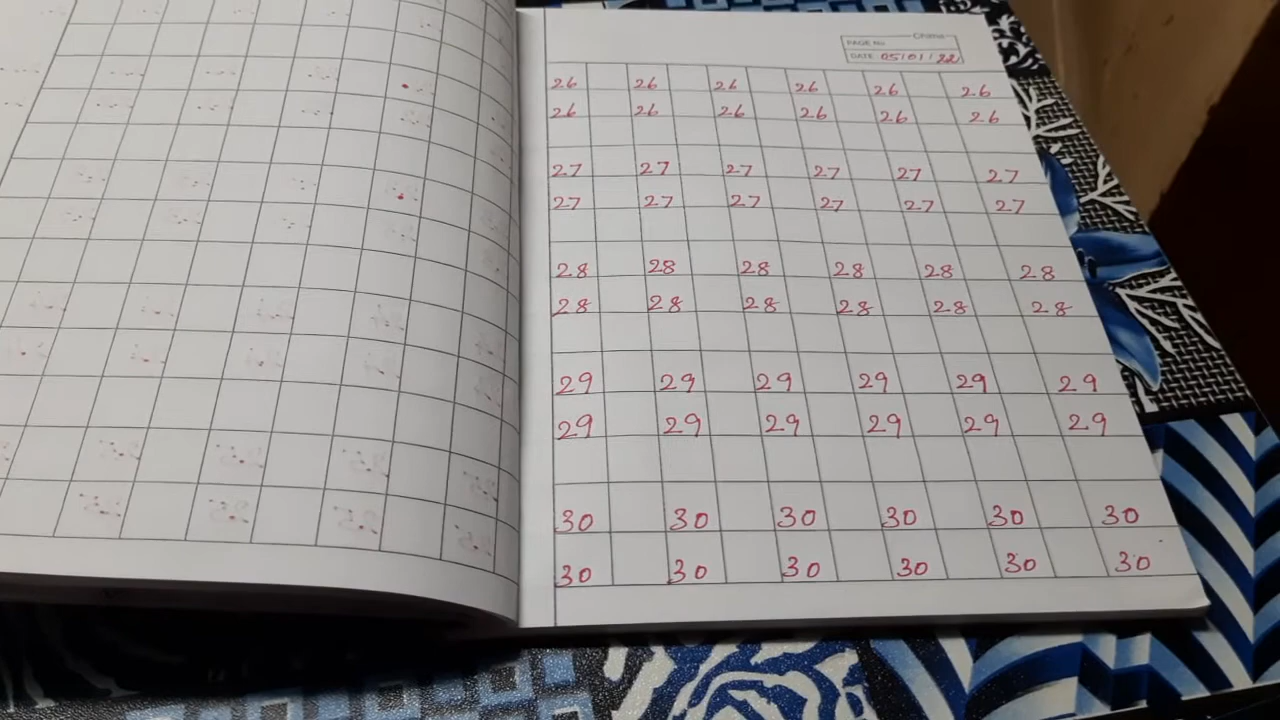 Chitra
PAGE No.
DATE 05/01/22
26 26 26 26 26 26
26 26 26 26 26 26
27 27 27 27 27 27
27 27 27 27 27 27
28 28 28 28 28 28
28 28 28 28 28 28
29 29 29 29 29 29
29 29 29 29 29 29
30 30 30 30 30 30
30 30 30 30 30 30